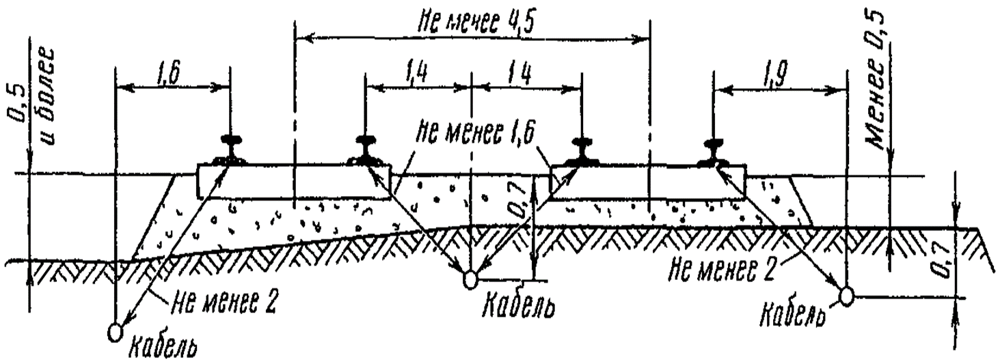 Не менее 4,5
0,5
и более
1,6
1,4
1 4
1,9
Менее 0,5
Не менее 1,6
0,7
Не менее 2
Кабель
Кабель
Не менее 2
Кабель
0,7